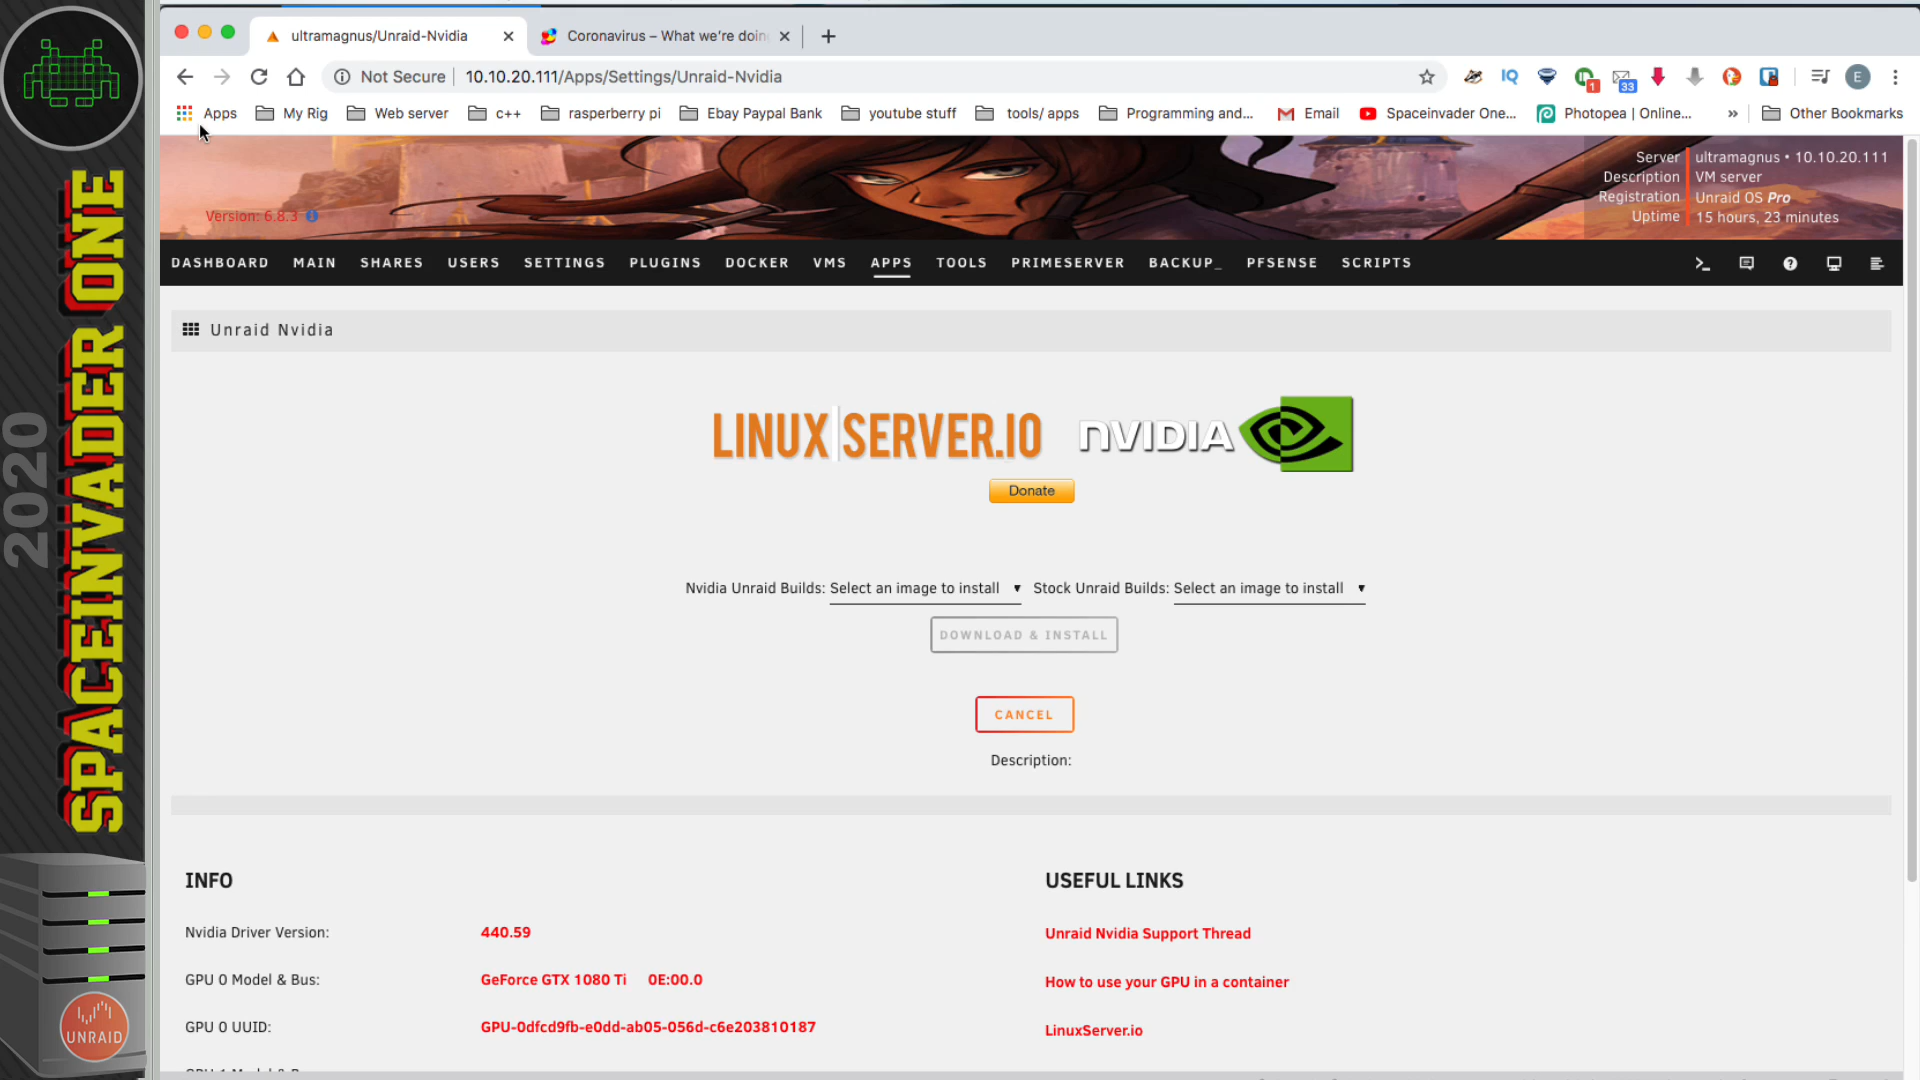 ultramagnus/Unraid-Nvidia
Coronavirus – What we're doin
Not Secure
10.10.20.111/Apps/Settings/Unraid-Nvidia
IQ
1
33
E
Apps
My Rig
Web server
c++
rasperberry pi
Ebay Paypal Bank
youtube stuff
tools/ apps
Programming and...
Email
Spaceinvader One...
Photopea | Online...
»
Other Bookmarks
Version: 6.8.3
Server ultramagnus • 10.10.20.111
Description VM server
Registration Unraid OS Pro
Uptime 15 hours, 23 minutes
DASHBOARD MAIN SHARES USERS SETTINGS PLUGINS DOCKER VMS APPS TOOLS PRIMESERVER BACKUP_ PFSENSE SCRIPTS
Unraid Nvidia
LINUX SERVER.IO
NVIDIA
Donate
Nvidia Unraid Builds: Select an image to install
Stock Unraid Builds: Select an image to install
DOWNLOAD & INSTALL
CANCEL
Description:
INFO
Nvidia Driver Version: 440.59
GPU 0 Model & Bus: GeForce GTX 1080 Ti 0E:00.0
GPU 0 UUID: GPU-0dfcd9fb-e0dd-ab05-056d-c6e203810187
USEFUL LINKS
Unraid Nvidia Support Thread
How to use your GPU in a container
LinuxServer.io
2020
SPACEINVADER ONE
UNRAID